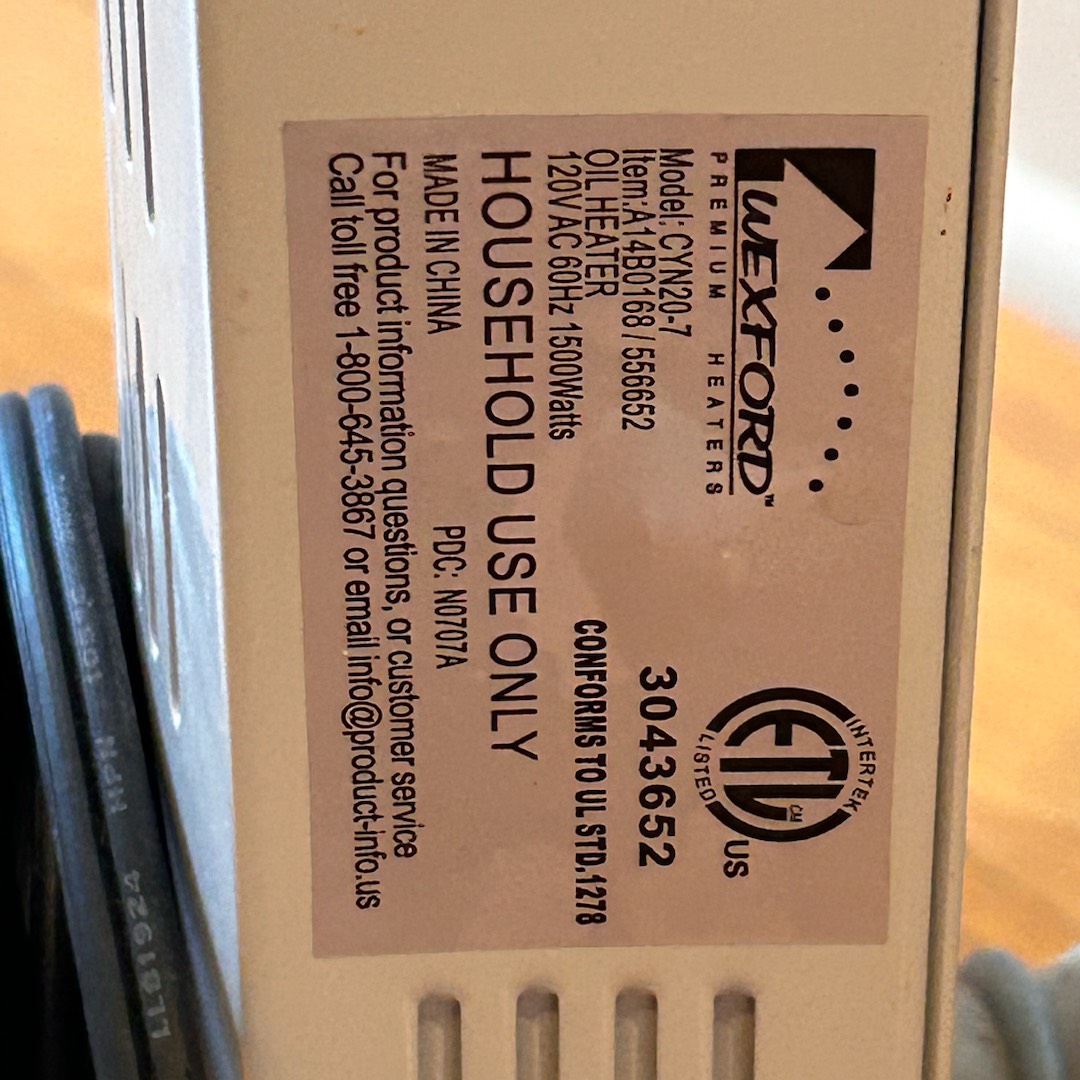 WEXFORD™
PREMIUM HEATERS
Model: CYN20-7
Item:A14B0168 / 556652
OIL HEATER
120V AC 60Hz 1500Watts
INTERTEK
ETL
CM
LISTED
US
3043652
CONFORMS TO UL STD.1278
HOUSEHOLD USE ONLY
MADE IN CHINA PDC: N0707A
For product information questions, or customer service
Call toll free 1-800-645-3867 or email info@product-info.us